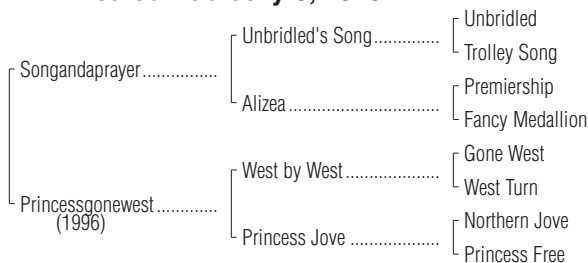 Unbridled
Unbridled's Song..............
Trolley Song
Songandaprayer................
Premiership
Alizea................................
Fancy Medallion
Gone West
West by West....................
West Turn
Princessgonewest.............
(1996)
Northern Jove
Princess Jove ....................
Princess Free